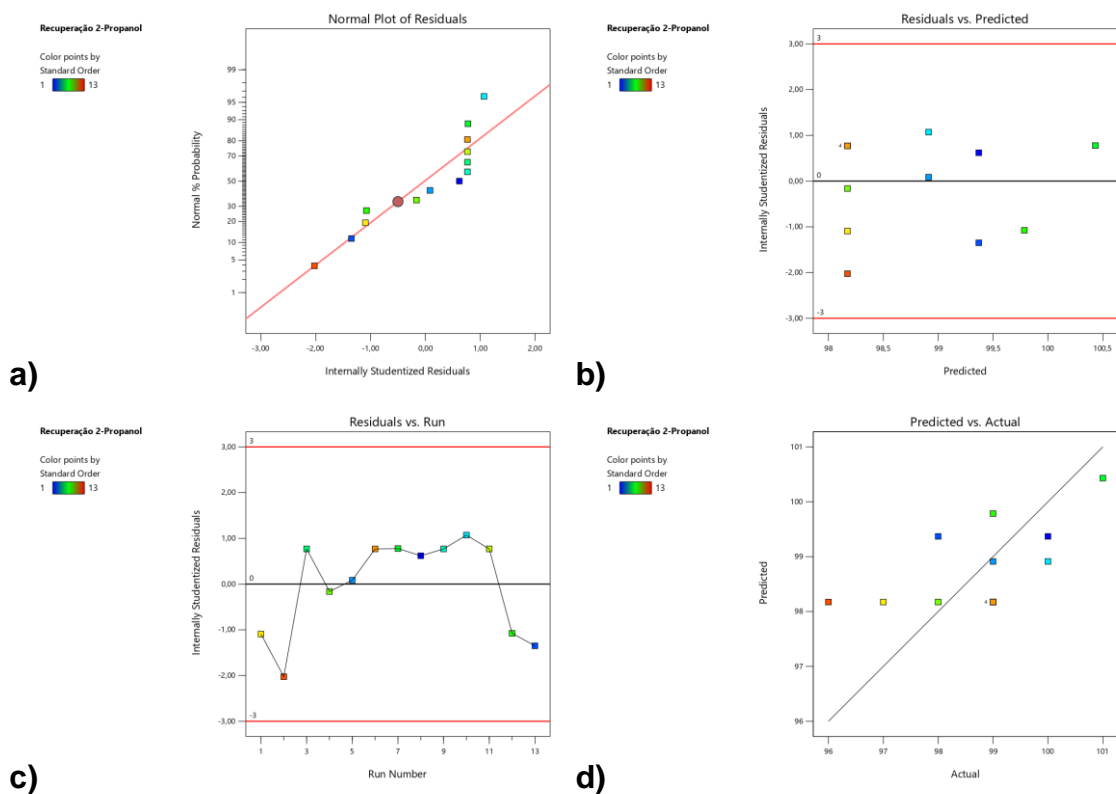 Normal Plot of Residuals
Recuperação 2-Propanol
Color points by
Standard Order
1 13
Normal % Probability
99
95
90
80
70
50
30
20
10
5
1
-3,00 -2,00 -1,00 0,00 1,00 2,00
Internally Studentized Residuals
a)
Residuals vs. Predicted
Recuperação 2-Propanol
Color points by
Standard Order
1 13
Internally Studentized Residuals
3,00
2,00
1,00
0,00
-1,00
-2,00
-3,00
3
4
0
-3
98 98,5 99 99,5 100 100,5
Predicted
b)
Residuals vs. Run
Recuperação 2-Propanol
Color points by
Standard Order
1 13
Internally Studentized Residuals
3,00
2,00
1,00
0,00
-1,00
-2,00
-3,00
3
0
-3
1 3 5 7 9 11 13
Run Number
c)
Predicted vs. Actual
Recuperação 2-Propanol
Color points by
Standard Order
1 13
Predicted
101
100
99
98
97
96
4
96 97 98 99 100 101
Actual
d)